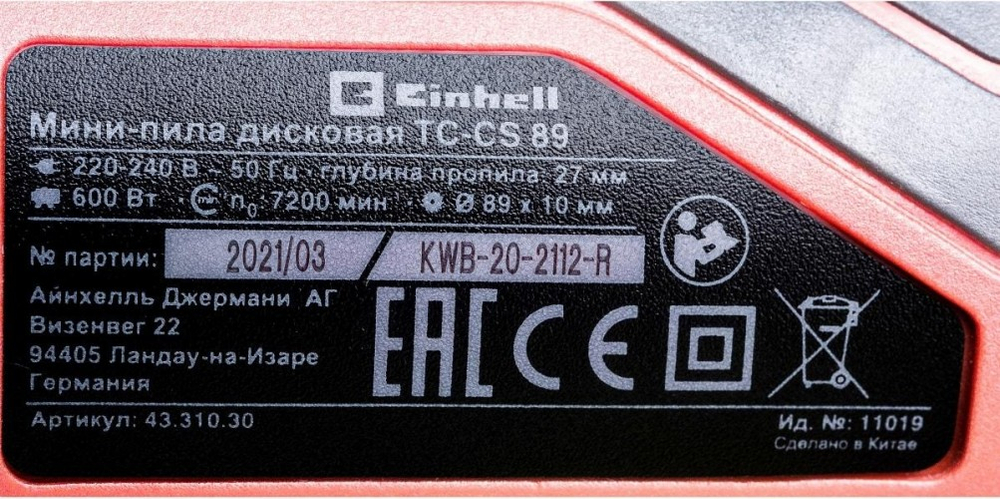 Einhell
Мини-пила дисковая TC-CS 89
220-240 В ~ 50 Гц · глубина пропила: 27 мм
600 Вт · n₀: 7200 мин · Ø 89 x 10 мм
№ партии: 2021/03 / KWB-20-2112-R
Айнхелль Джермани АГ
Визенвег 22
94405 Ландау-на-Изаре
Германия
EAC CE
Артикул: 43.310.30
Ид. №: 11019
Сделано в Китае